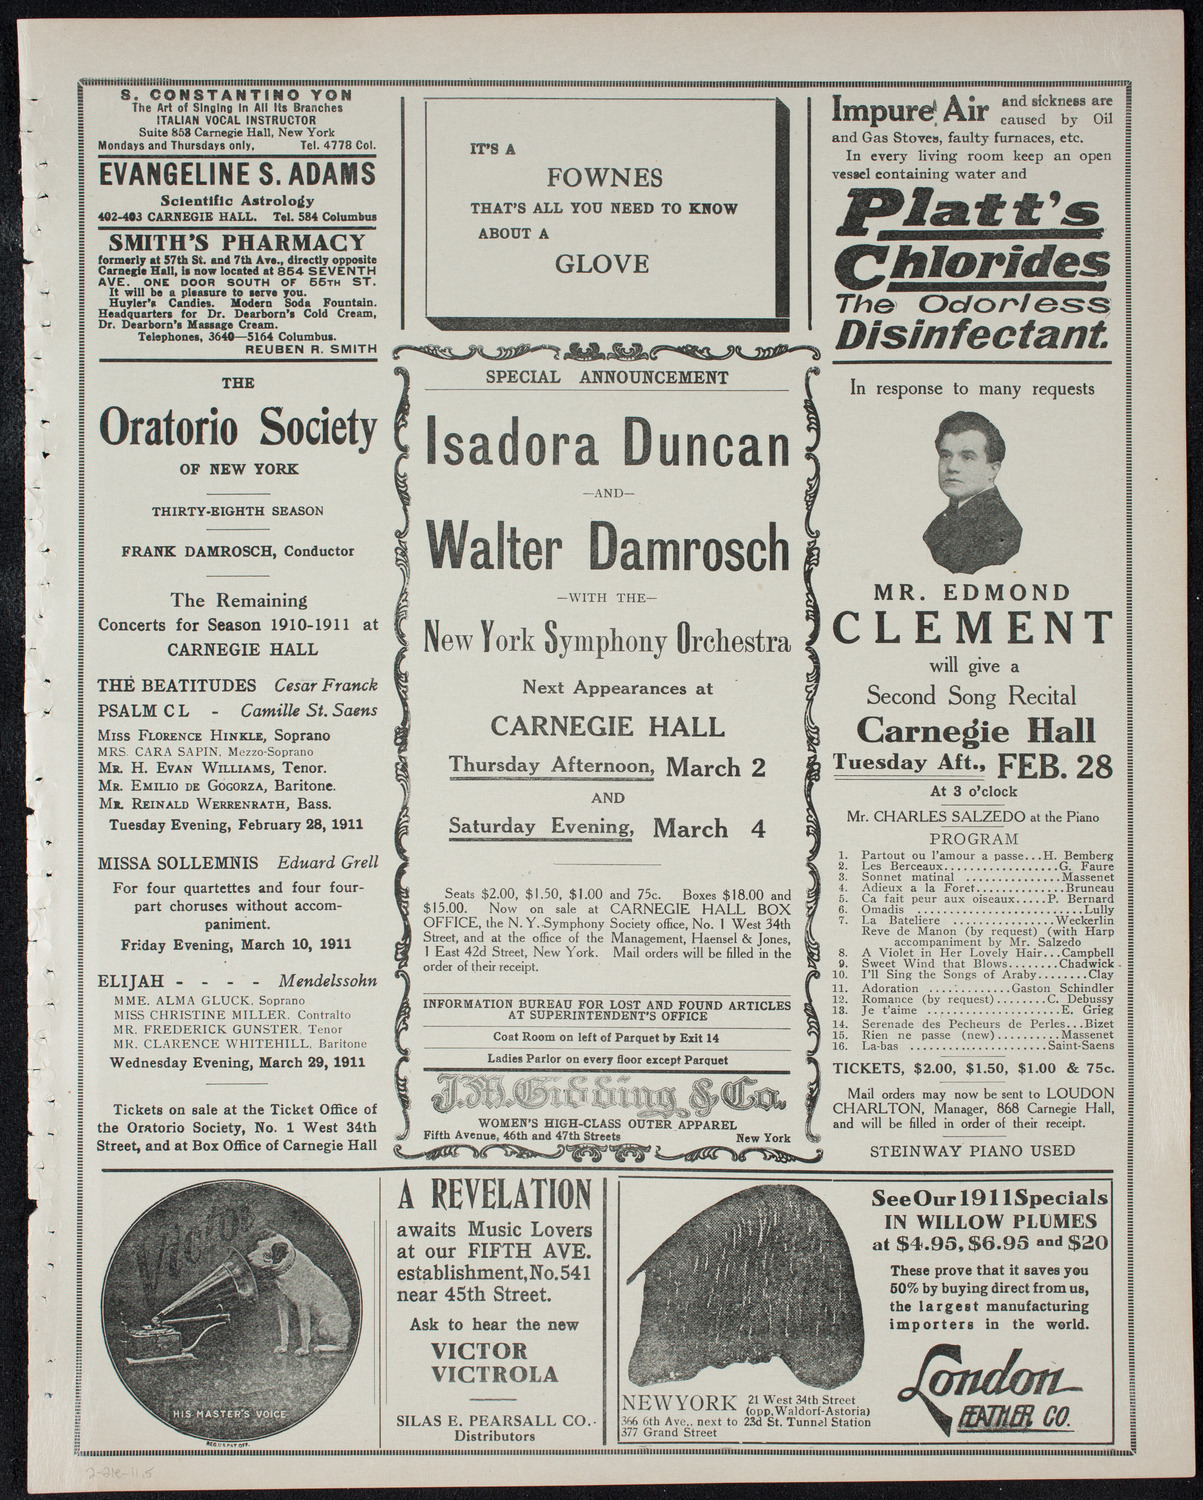 S. CONSTANTINO YON
The Art of Singing in All Its Branches
ITALIAN VOCAL INSTRUCTOR
Suite 853 Carnegie Hall, New York
Mondays and Thursdays only, Tel. 4778 Col.
EVANGELINE S. ADAMS
Scientific Astrology
402-403 CARNEGIE HALL. Tel. 584 Columbus
SMITH'S PHARMACY
formerly at 57th St. and 7th Ave., directly opposite
Carnegie Hall, is now located at 854 SEVENTH
AVE. ONE DOOR SOUTH OF 55TH ST.
It will be a pleasure to serve you.
Huyler's Candies. Modern Soda Fountain.
Headquarters for Dr. Dearborn's Cold Cream,
Dr. Dearborn's Massage Cream.
Telephones, 3640—5164 Columbus.
REUBEN R. SMITH
THE
Oratorio Society
OF NEW YORK
THIRTY-EIGHTH SEASON
FRANK DAMROSCH, Conductor
The Remaining
Concerts for Season 1910-1911 at
CARNEGIE HALL
THE BEATITUDES Cesar Franck
PSALM CL - Camille St. Saens
MISS FLORENCE HINKLE, Soprano
MRS. CARA SAPIN, Mezzo-Soprano
MR. H. EVAN WILLIAMS, Tenor.
MR. EMILIO DE GOGORZA, Baritone.
MR. REINALD WERRENRATH, Bass.
Tuesday Evening, February 28, 1911
MISSA SOLLEMNIS Eduard Grell
For four quartettes and four four-
part choruses without accom-
paniment.
Friday Evening, March 10, 1911
ELIJAH - - - - Mendelssohn
MME. ALMA GLUCK, Soprano
MISS CHRISTINE MILLER, Contralto
MR. FREDERICK GUNSTER, Tenor
MR. CLARENCE WHITEHILL, Baritone
Wednesday Evening, March 29, 1911
Tickets on sale at the Ticket Office of
the Oratorio Society, No. 1 West 34th
Street, and at Box Office of Carnegie Hall
IT'S A
FOWNES
THAT'S ALL YOU NEED TO KNOW
ABOUT A
GLOVE
SPECIAL ANNOUNCEMENT
Isadora Duncan
—AND—
Walter Damrosch
—WITH THE—
New York Symphony Orchestra
Next Appearances at
CARNEGIE HALL
Thursday Afternoon, March 2
AND
Saturday Evening, March 4
Seats $2.00, $1.50, $1.00 and 75c. Boxes $18.00 and
$15.00. Now on sale at CARNEGIE HALL BOX
OFFICE, the N. Y. Symphony Society office, No. 1 West 34th
Street, and at the office of the Management, Haensel & Jones,
1 East 42d Street, New York. Mail orders will be filled in the
order of their receipt.
INFORMATION BUREAU FOR LOST AND FOUND ARTICLES
AT SUPERINTENDENT'S OFFICE
Coat Room on left of Parquet by Exit 14
Ladies Parlor on every floor except Parquet
J.M. Gidding & Co.
WOMEN'S HIGH-CLASS OUTER APPAREL
Fifth Avenue, 46th and 47th Streets New York
Impure Air and sickness are
caused by Oil
and Gas Stoves, faulty furnaces, etc.
In every living room keep an open
vessel containing water and
Platt's
Chlorides
The Odorless
Disinfectant.
In response to many requests
MR. EDMOND
CLEMENT
will give a
Second Song Recital
Carnegie Hall
Tuesday Aft., FEB. 28
At 3 o'clock
Mr. CHARLES SALZEDO at the Piano
PROGRAM
1. Partout ou l'amour a passe...H. Bemberg
2. Les Berceaux.................G. Faure
3. Sonnet matinal ..............Massenet
4. Adieux a la Foret.............Bruneau
5. Ca fait peur aux oiseaux.....P. Bernard
6. Omadis ..........................Lully
7. La Bateliere ...............Weckerlin
Reve de Manon (by request) (with Harp
accompaniment by Mr. Salzedo
8. A Violet in Her Lovely Hair...Campbell
9. Sweet Wind that Blows........Chadwick
10. I'll Sing the Songs of Araby........Clay
11. Adoration ............Gaston Schindler
12. Romance (by request)........C. Debussy
13. Je t'aime .....................E. Grieg
14. Serenade des Pecheurs de Perles...Bizet
15. Rien ne passe (new)..........Massenet
16. La-bas .....................Saint-Saens
TICKETS, $2.00, $1.50, $1.00 & 75c.
Mail orders may now be sent to LOUDON
CHARLTON, Manager, 868 Carnegie Hall,
and will be filled in order of their receipt.
STEINWAY PIANO USED
Victor
HIS MASTER'S VOICE
REG. U.S. PAT. OFF.
A REVELATION
awaits Music Lovers
at our FIFTH AVE.
establishment, No. 541
near 45th Street.
Ask to hear the new
VICTOR
VICTROLA
SILAS E. PEARSALL CO.
Distributors
See Our 1911 Specials
IN WILLOW PLUMES
at $4.95, $6.95 and $20
These prove that it saves you
50% by buying direct from us,
the largest manufacturing
importers in the world.
London
FEATHER CO.
NEW YORK 21 West 34th Street
(opp. Waldorf-Astoria)
366 6th Ave., next to 23d St. Tunnel Station
377 Grand Street